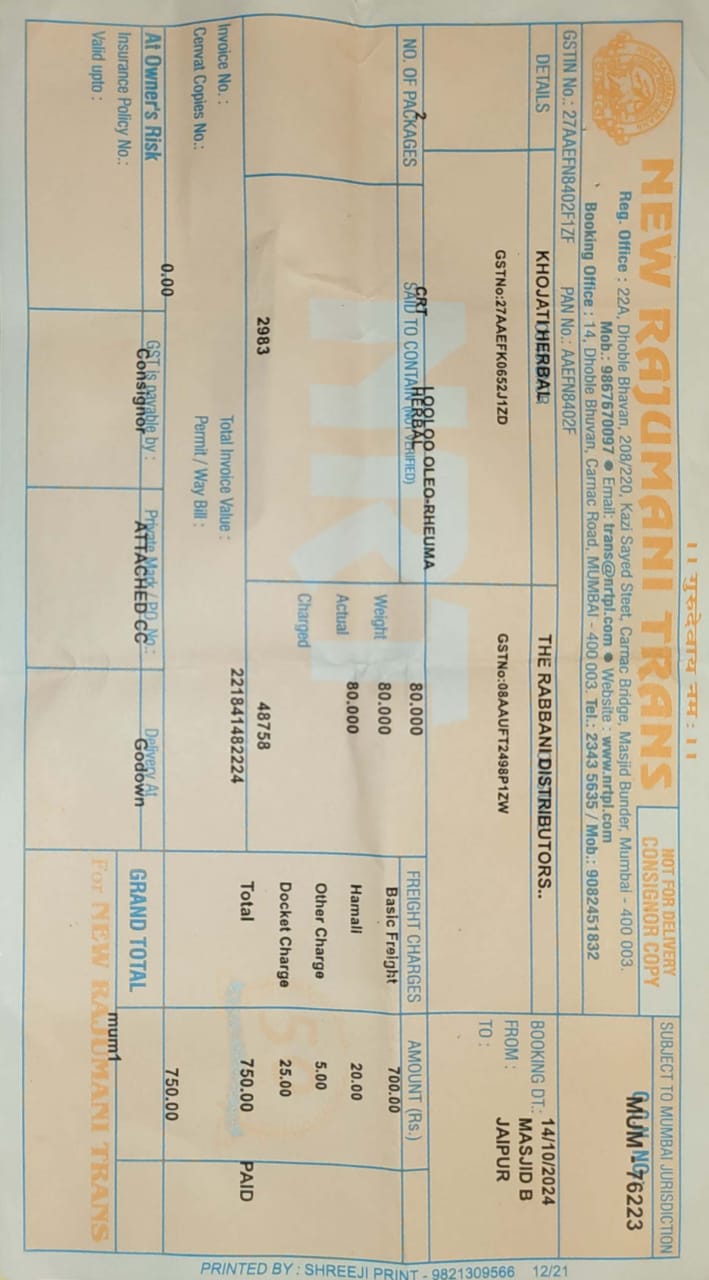 ।। गुरुदेवाय नमः ।।
NEW RAJUMANI TRANS
NOT FOR DELIVERY
CONSIGNOR COPY
SUBJECT TO MUMBAI JURISDICTION
MUM - 76223
Reg. Office : 22A, Dhoble Bhavan, 208/220, Kazi Sayed Steet, Carnac Bridge, Masjid Bunder, Mumbai - 400 003.
Mob.: 9867670097 ● Email: trans@nrtpl.com ● Website : www.nrtpl.com
Booking Office : 14, Dhoble Bhuvan, Carnac Road, MUMBAI - 400 003. Tel.: 2343 5635 / Mob.: 9082451832
GSTIN No.: 27AAEFN8402F1ZF PAN No.: AAEFN8402F
DETAILS
KHOJATI HERBAL
GSTNo:27AAEFK0652J1ZD
THE RABBANI DISTRIBUTORS..
GSTNo:08AAUFT2498P1ZW
BOOKING DT.: 14/10/2024
FROM : MASJID B
TO : JAIPUR
NO. OF PACKAGES
SAID TO CONTAIN (NOT VERIFIED)
2
CRT
LOOLOO OLEO-RHEUMA
HERBAL
80.000
Weight 80.000
Actual 80.000
Charged
FREIGHT CHARGES AMOUNT (Rs.)
Basic Freight 700.00
Hamali 20.00
Other Charge 5.00
Docket Charge 25.00
Total 750.00 PAID
NRT
Invoice No. : 2983
Total Invoice Value : 48758
Cenvat Copies No.:
Permit / Way Bill : 221841482224
At Owner's Risk 0.00
Insurance Policy No.:
Valid upto :
GST is payable by :
Consignor
Private Mark / P.O. No.:
ATTACHED CC
Delivery At
Godown
GRAND TOTAL 750.00
mum1
For NEW RAJUMANI TRANS
PRINTED BY : SHREEJI PRINT - 9821309566 12/21